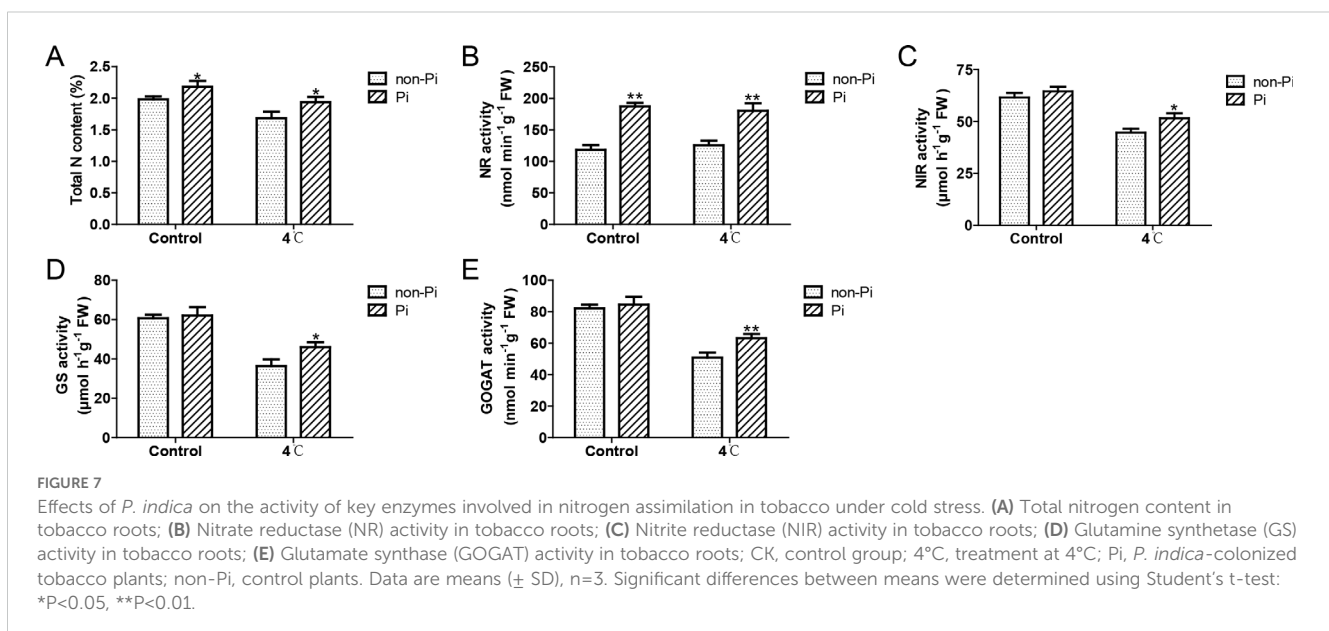 A
Total N content (%)
2.5
2.0
1.5
1.0
0.5
0.0
*
*
Control
4℃
non-Pi
Pi
B
NR activity
(nmol min⁻¹g⁻¹ FW)
250
200
150
100
50
0
**
**
Control
4℃
non-Pi
Pi
C
NIR activity
(μmol h⁻¹g⁻¹ FW)
75
50
25
0
*
Control
4℃
non-Pi
Pi
D
GS activity
(μmol h⁻¹g⁻¹ FW)
80
60
40
20
0
*
Control
4℃
non-Pi
Pi
E
GOGAT activity
(nmol min⁻¹g⁻¹ FW)
100
80
60
40
20
0
**
Control
4℃
non-Pi
Pi
FIGURE 7
Effects of P. indica on the activity of key enzymes involved in nitrogen assimilation in tobacco under cold stress. (A) Total nitrogen content in
tobacco roots; (B) Nitrate reductase (NR) activity in tobacco roots; (C) Nitrite reductase (NIR) activity in tobacco roots; (D) Glutamine synthetase (GS)
activity in tobacco roots; (E) Glutamate synthase (GOGAT) activity in tobacco roots; CK, control group; 4°C, treatment at 4°C; Pi, P. indica-colonized
tobacco plants; non-Pi, control plants. Data are means (± SD), n=3. Significant differences between means were determined using Student's t-test:
*P<0.05, **P<0.01.